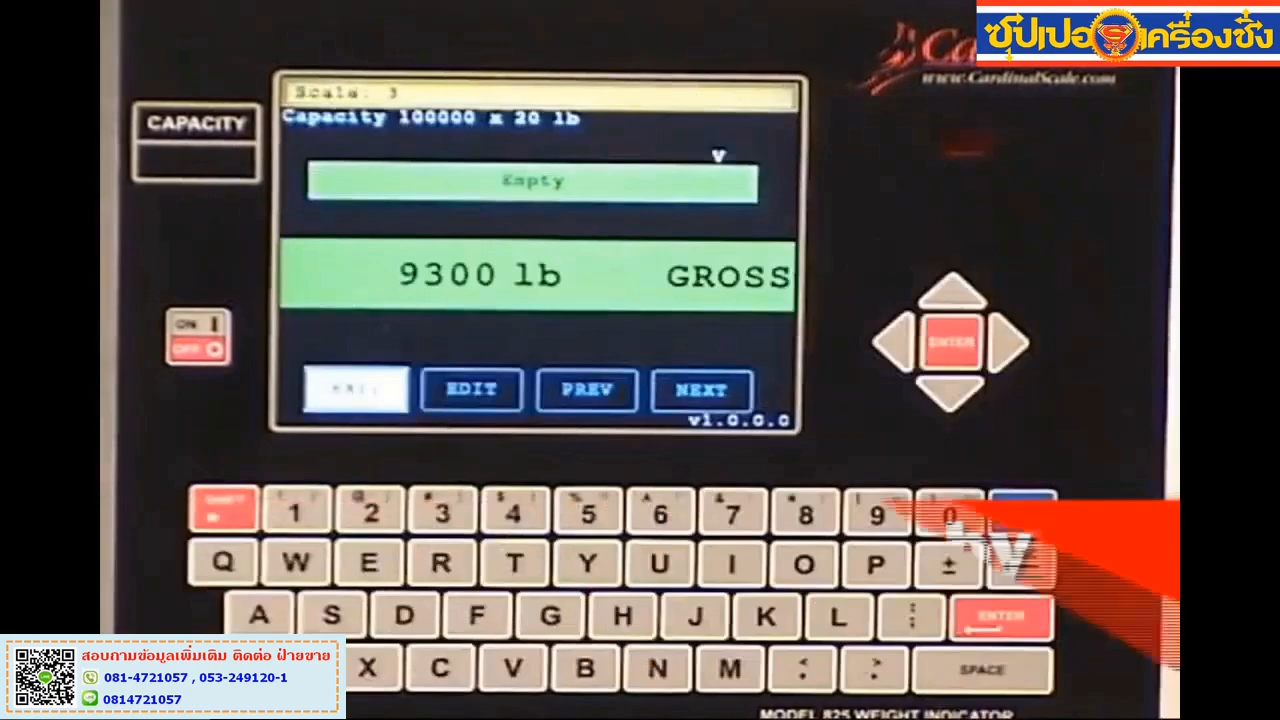 ซุปเปอร์เครื่องชั่ง
www.CardinalScale.com
Scale: 3
CAPACITY
Capacity 100000 x 20 lb
V
Empty
9300 lb GROSS
ON I
OFF O
ENTER
EXIT EDIT PREV NEXT
v1.0.0.0
SHIFT 1 2 3 4 5 6 7 8 9 0
by
Q W E R T Y U I O P ±
A S D F G H J K L : ; ENTER
X C V B N M < , > . SPACE
MODEL 825 WEIGHT INDICATOR
สอบถามข้อมูลเพิ่มเติม ติดต่อ ฝ่ายขาย
081-4721057 , 053-249120-1
0814721057